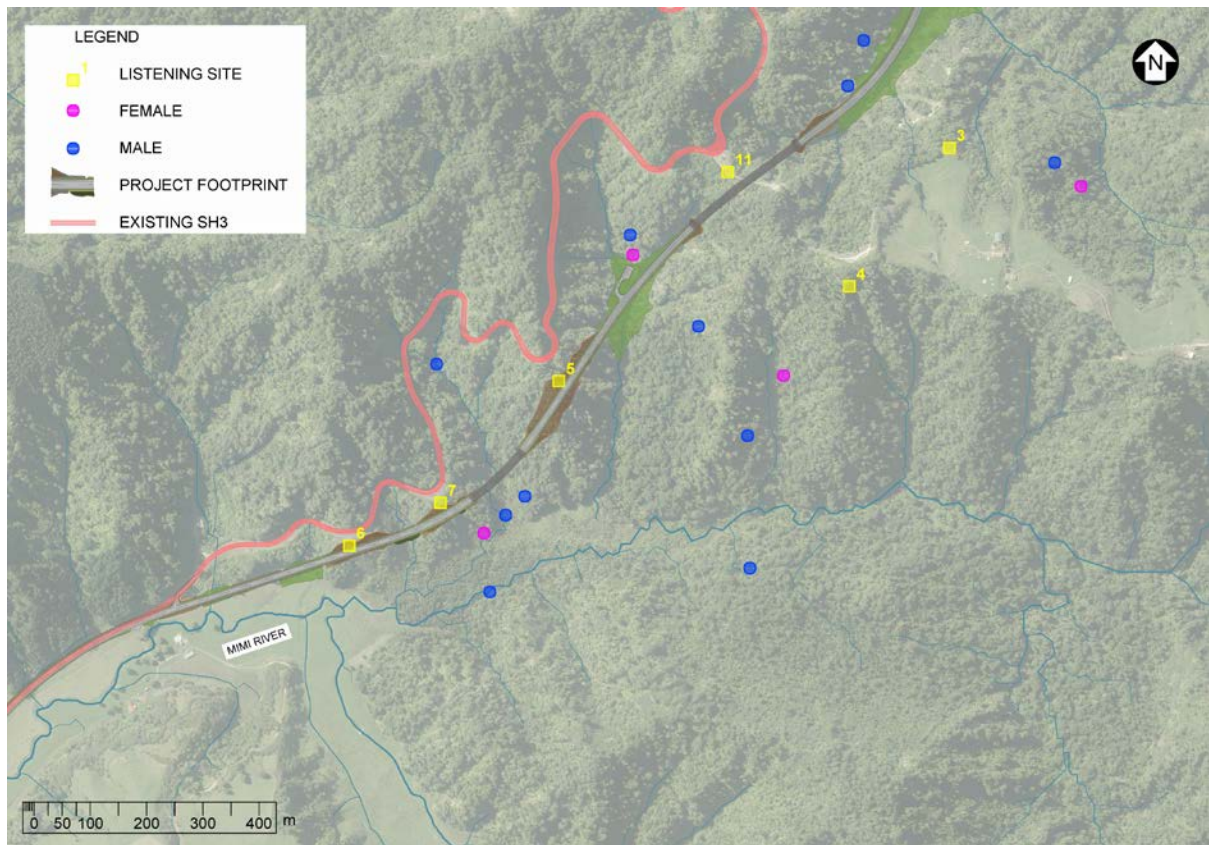 LEGEND
1
LISTENING SITE
FEMALE
MALE
PROJECT FOOTPRINT
EXISTING SH3
N
3
11
4
5
7
6
MIMI RIVER
0 50 100 200 300 400 m